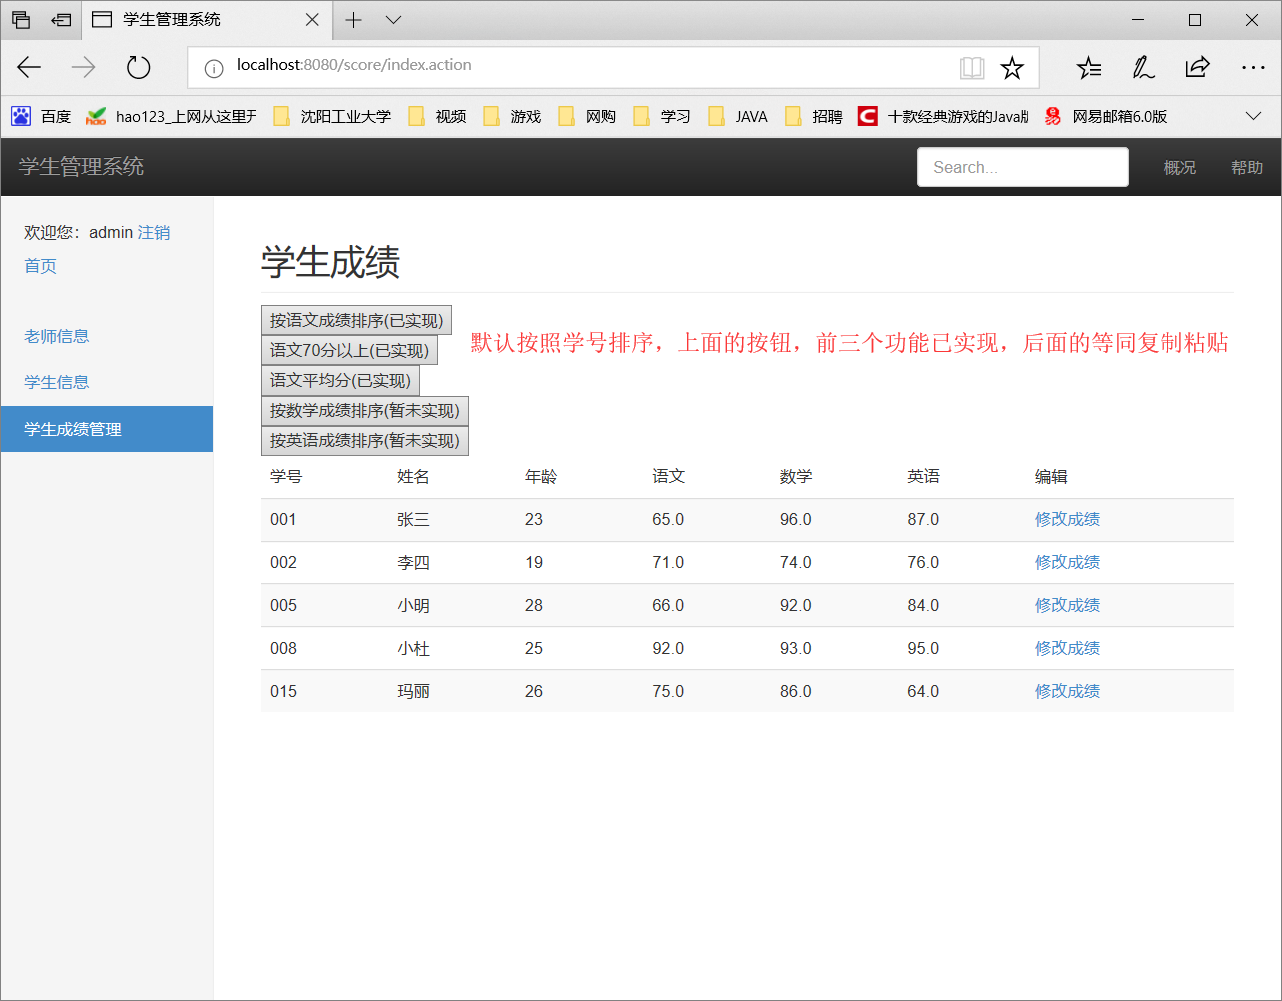 学生管理系统
localhost:8080/score/index.action
百度 hao123_上网从这里开 沈阳工业大学 视频 游戏 网购 学习 JAVA 招聘 十款经典游戏的Java版 网易邮箱6.0版
学生管理系统 Search... 概况 帮助
欢迎您：admin 注销
首页
老师信息
学生信息
学生成绩管理
学生成绩
按语文成绩排序(已实现)
语文70分以上(已实现)
语文平均分(已实现)
按数学成绩排序(暂未实现)
按英语成绩排序(暂未实现)
默认按照学号排序，上面的按钮，前三个功能已实现，后面的等同复制粘贴
学号 姓名 年龄 语文 数学 英语 编辑
001 张三 23 65.0 96.0 87.0 修改成绩
002 李四 19 71.0 74.0 76.0 修改成绩
005 小明 28 66.0 92.0 84.0 修改成绩
008 小杜 25 92.0 93.0 95.0 修改成绩
015 玛丽 26 75.0 86.0 64.0 修改成绩